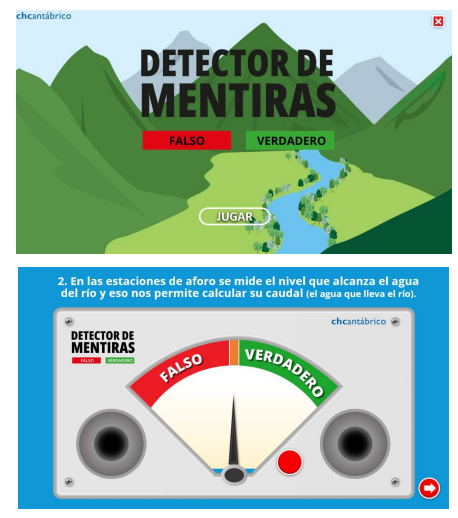 chcantábrico
DETECTOR DE
MENTIRAS
FALSO
VERDADERO
JUGAR
2. En las estaciones de aforo se mide el nivel que alcanza el agua
del río y eso nos permite calcular su caudal (el agua que lleva el río).
chcantábrico
DETECTOR DE
MENTIRAS
FALSO
VERDADERO
FALSO
VERDADERO